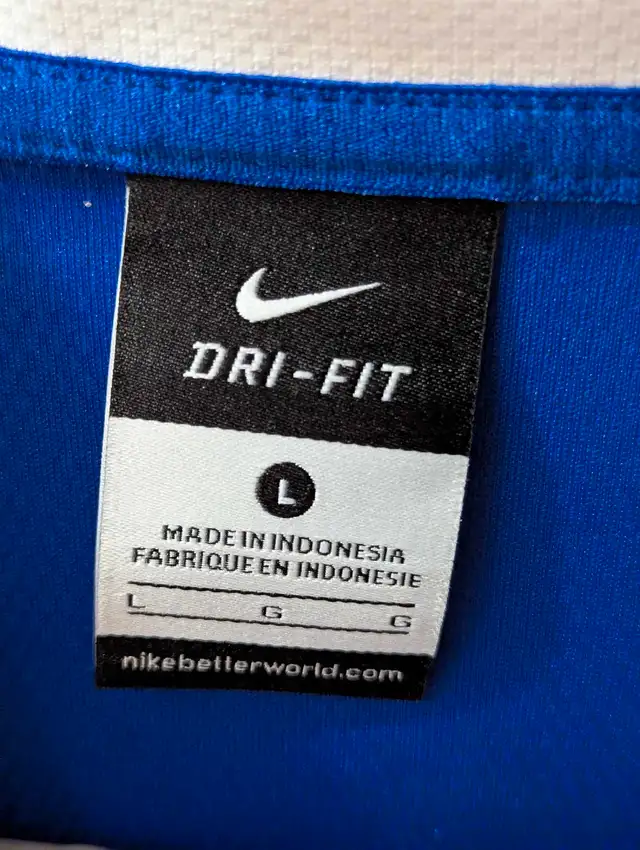 DRI-FIT
L
MADE IN INDONESIA
FABRIQUE EN INDONESIE
L G G
nikebetterworld.com